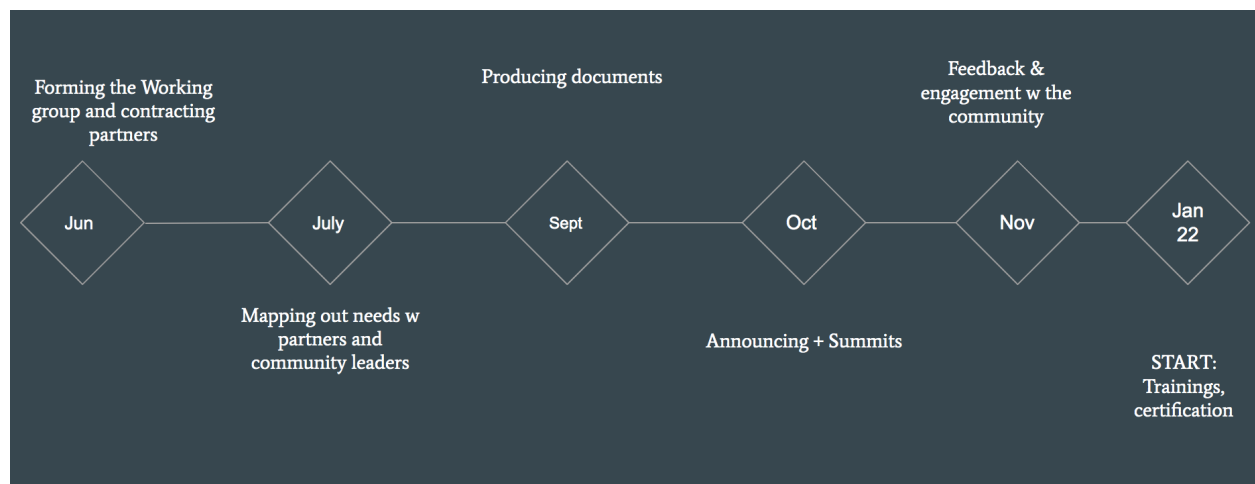 Forming the Working
group and contracting
partners
Producing documents
Feedback &
engagement w the
community
Jun
July
Sept
Oct
Nov
Jan
22
Mapping out needs w
partners and
community leaders
Announcing + Summits
START:
Trainings,
certification